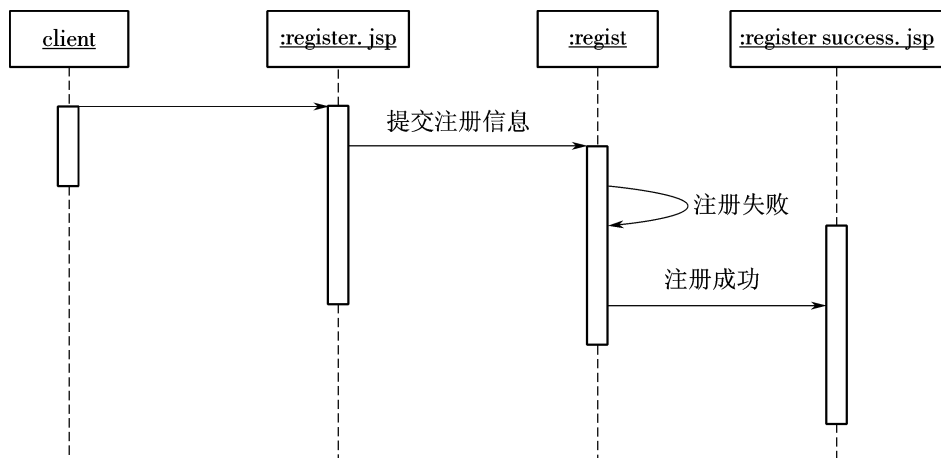 client
:register. jsp
:regist
:register success. jsp
提交注册信息
注册失败
注册成功